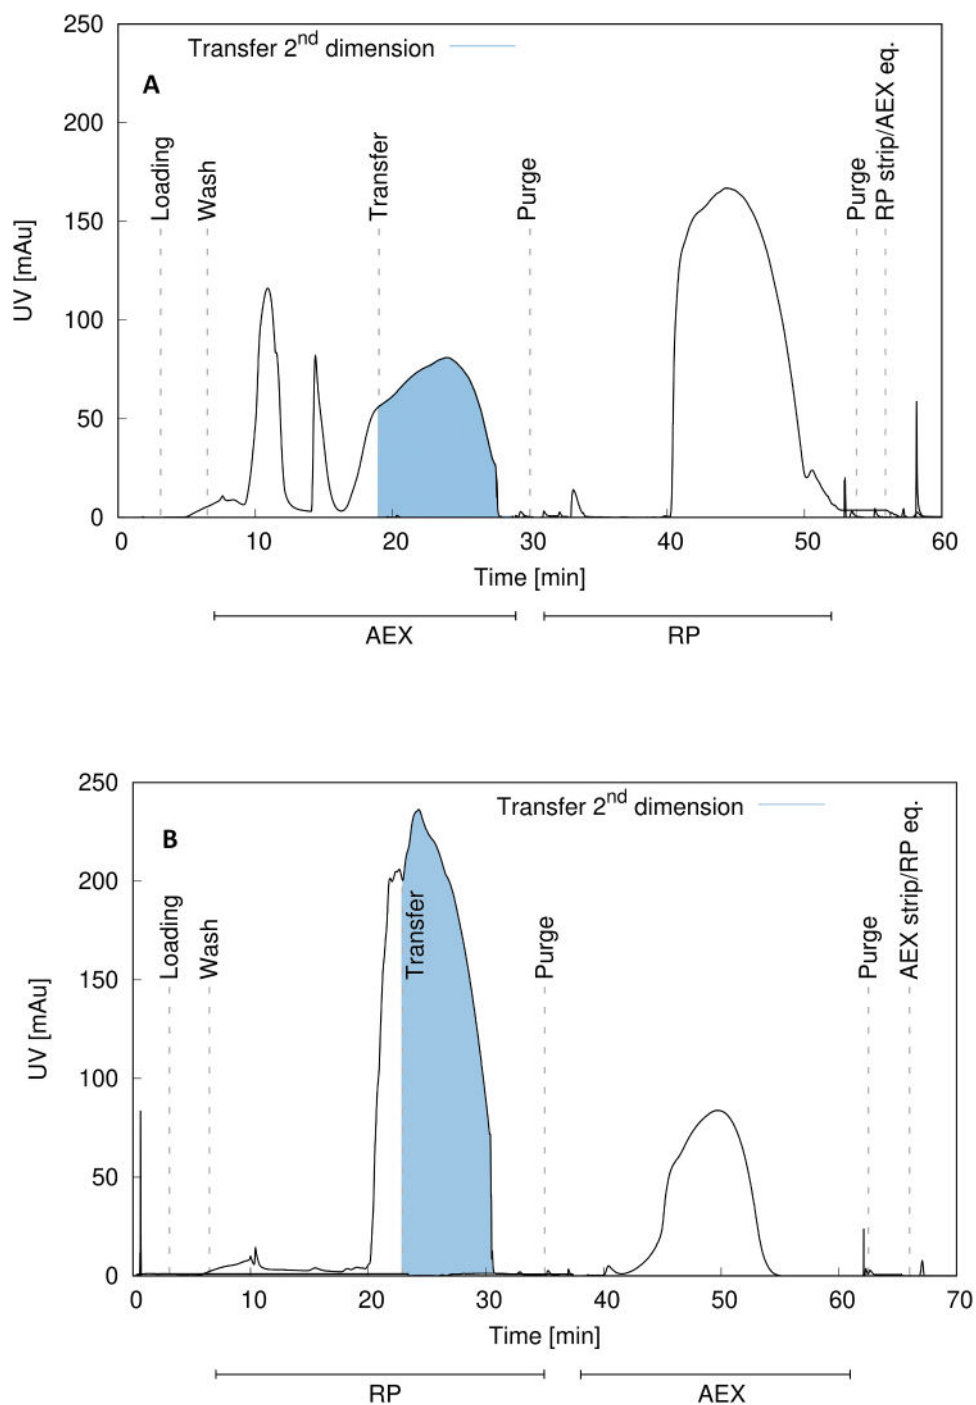 250
Transfer 2nd dimension
A
200
150
100
50
0
UV [mAu]
Loading
Wash
Transfer
Purge
Purge
RP strip/AEX eq.
0 10 20 30 40 50 60
Time [min]
AEX RP
250
Transfer 2nd dimension
B
200
150
100
50
0
UV [mAu]
Loading
Wash
Transfer
Purge
Purge
AEX strip/RP eq.
0 10 20 30 40 50 60 70
Time [min]
RP AEX